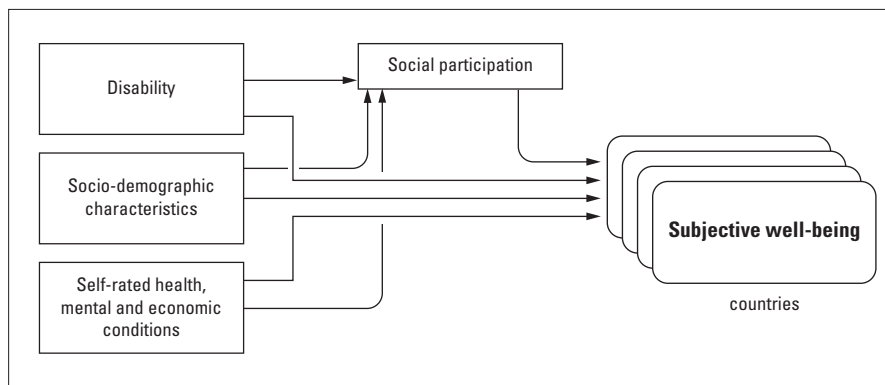 Disability
Social participation
Socio-demographic
characteristics
Subjective well-being
Self-rated health,
mental and economic
conditions
countries